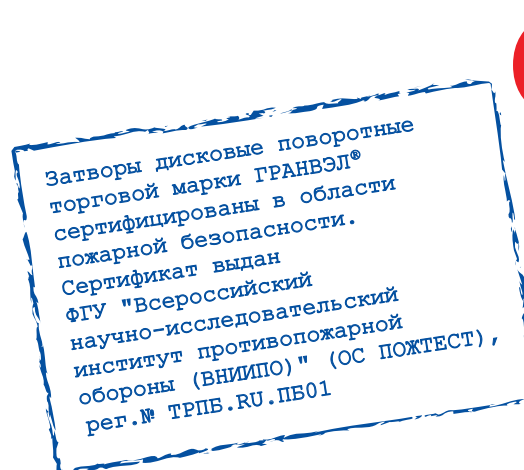 Затворы дисковые поворотные
торговой марки ГРАНВЭЛ®
сертифицированы в области
пожарной безопасности.
Сертификат выдан
ФГУ "Всероссийский
научно-исследовательский
институт противопожарной
обороны (ВНИИПО)" (ОС ПОЖТЕСТ),
рег.№ ТРПБ.RU.ПБ01